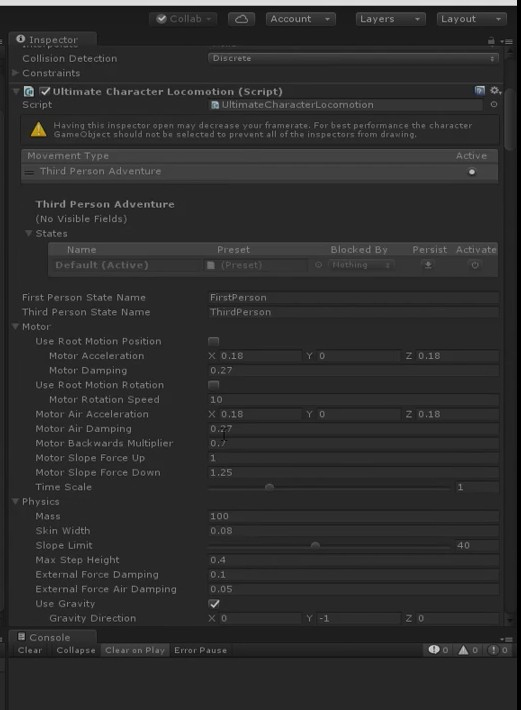 Collab Account Layers Layout
Inspector
Interpolate
Collision Detection Discrete
Constraints
Ultimate Character Locomotion (Script)
Script UltimateCharacterLocomotion
Having this inspector open may decrease your framerate. For best performance the character
GameObject should not be selected to prevent all of the inspectors from drawing.
Movement Type Active
Third Person Adventure
Third Person Adventure
(No Visible Fields)
States
Name Preset Blocked By Persist Activate
Default (Active) (Preset) Nothing
First Person State Name FirstPerson
Third Person State Name ThirdPerson
Motor
Use Root Motion Position
Motor Acceleration X 0.18 Y 0 Z 0.18
Motor Damping 0.27
Use Root Motion Rotation
Motor Rotation Speed 10
Motor Air Acceleration X 0.18 Y 0 Z 0.18
Motor Air Damping 0.27
Motor Backwards Multiplier 0.7
Motor Slope Force Up 1
Motor Slope Force Down 1.25
Time Scale 1
Physics
Mass 100
Skin Width 0.08
Slope Limit 40
Max Step Height 0.4
External Force Damping 0.1
External Force Air Damping 0.05
Use Gravity
Gravity Direction X 0 Y -1 Z 0
Console
Clear Collapse Clear on Play Error Pause 0 0 0